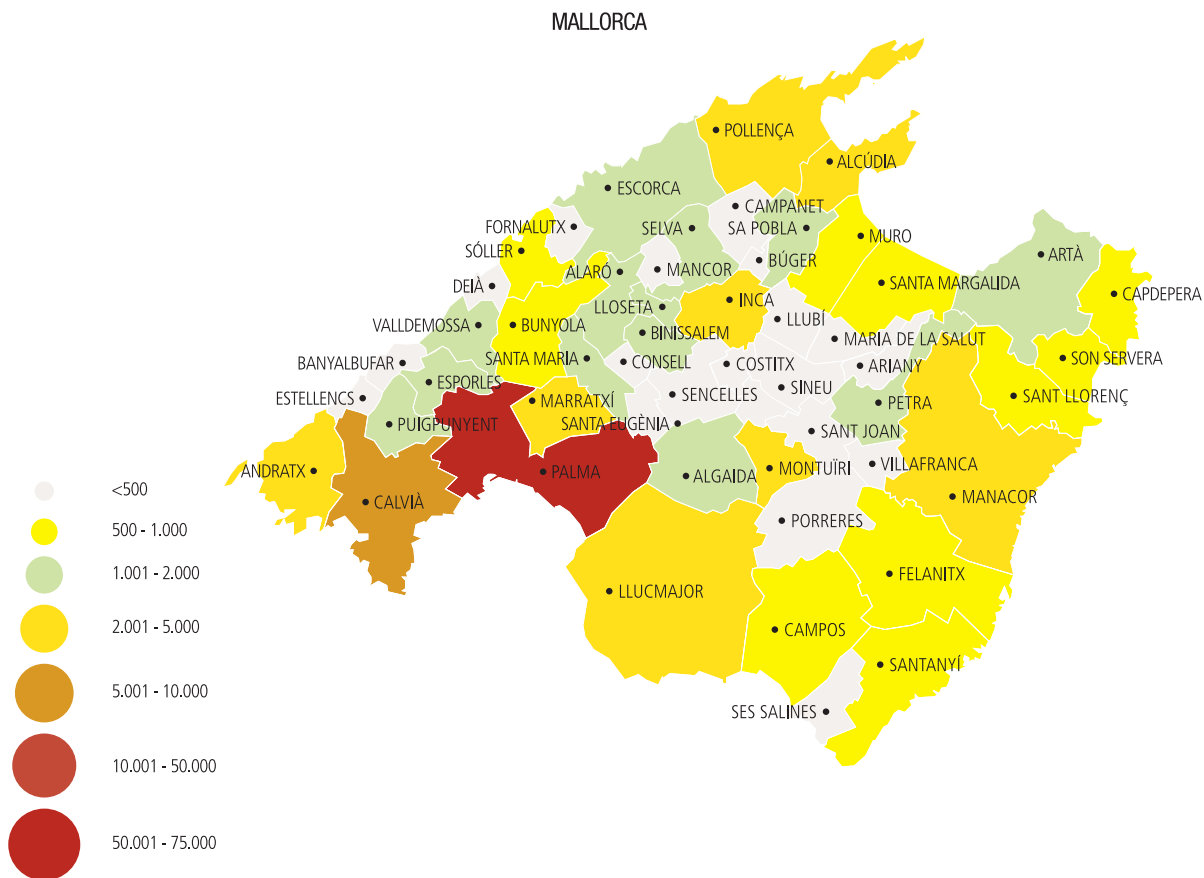 MALLORCA
POLLENÇA
ALCÚDIA
ESCORCA
CAMPANET
FORNALUTX
SELVA
SA POBLA
MURO
SÓLLER
ARTÀ
BÚGER
ALARÓ
MANCOR
DEIÀ
SANTA MARGALIDA
CAPDEPERA
INCA
LLOSETA
LLUBÍ
VALLDEMOSSA
BUNYOLA
BINISSALEM
MARIA DE LA SALUT
SANTA MARIA
SON SERVERA
BANYALBUFAR
CONSELL
COSTITX
ARIANY
ESPORLES
SINEU
ESTELLENCS
SENCELLES
SANT LLORENÇ
MARRATXÍ
PETRA
PUIGPUNYENT
SANTA EUGÈNIA
SANT JOAN
ANDRATX
PALMA
ALGAIDA
MONTUÏRI
VILLAFRANCA
CALVIÀ
MANACOR
PORRERES
LLUCMAJOR
FELANITX
CAMPOS
SANTANYÍ
SES SALINES
<500
500 - 1.000
1.001 - 2.000
2.001 - 5.000
5.001 - 10.000
10.001 - 50.000
50.001 - 75.000